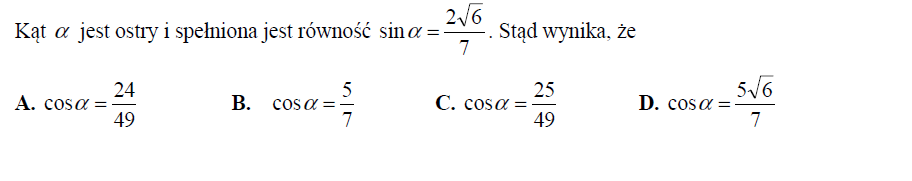 Kąt α jest ostry i spełniona jest równość sin α = 2√6/7. Stąd wynika, że
A. cos α = 24/49 B. cos α = 5/7 C. cos α = 25/49 D. cos α = 5√6/7